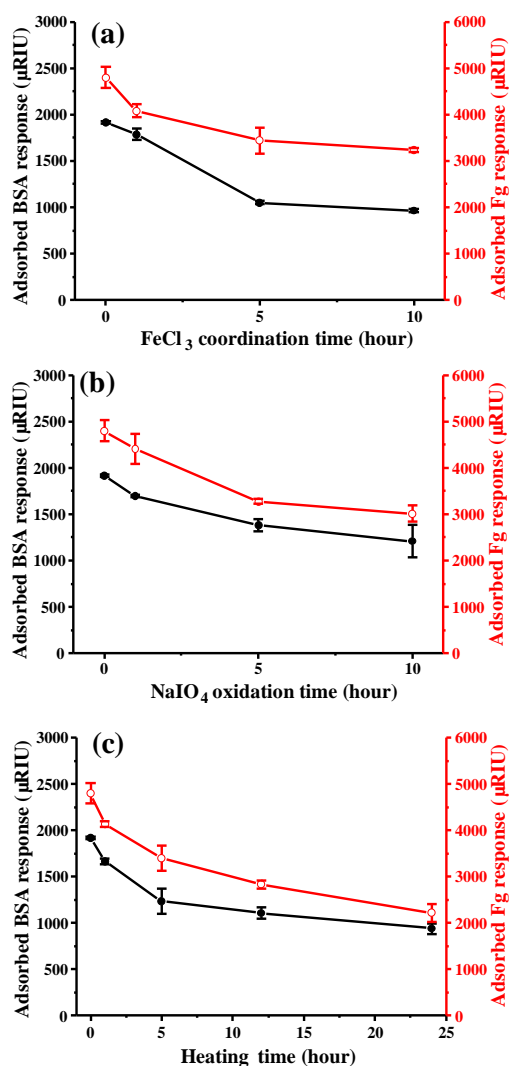 (a)
3000
2500
2000
1500
1000
500
0
Adsorbed BSA response (μRIU)
6000
5000
4000
3000
2000
1000
0
Adsorbed Fg response (μRIU)
0 5 10
FeCl3 coordination time (hour)
(b)
3000
2500
2000
1500
1000
500
0
Adsorbed BSA response (μRIU)
6000
5000
4000
3000
2000
1000
0
Adsorbed Fg response (μRIU)
0 5 10
NaIO4 oxidation time (hour)
(c)
3000
2500
2000
1500
1000
500
0
Adsorbed BSA response (μRIU)
6000
5000
4000
3000
2000
1000
0
Adsorbed Fg response (μRIU)
0 5 10 15 20 25
Heating time (hour)